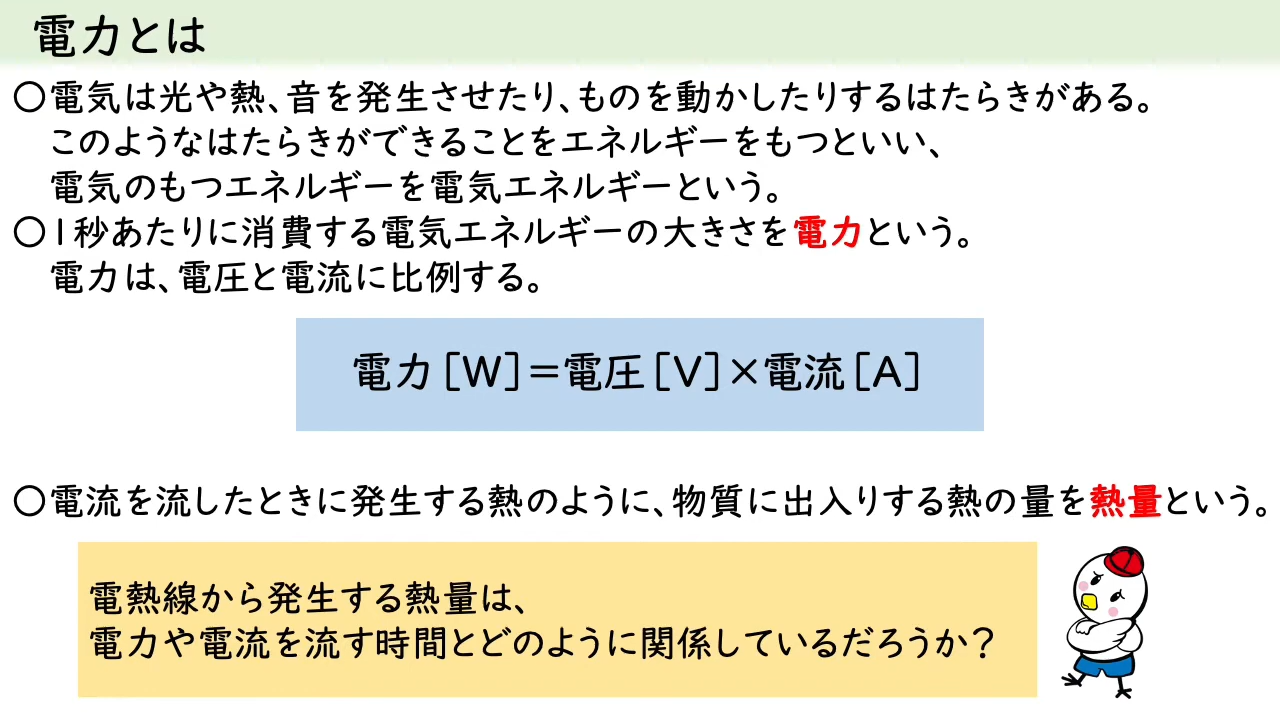 電力とは
〇電気は光や熱、音を発生させたり、ものを動かしたりするはたらきがある。
このようなはたらきができることをエネルギーをもつといい、
電気のもつエネルギーを電気エネルギーという。
〇1秒あたりに消費する電気エネルギーの大きさを電力という。
電力は、電圧と電流に比例する。
電力[W]=電圧[V]×電流[A]
〇電流を流したときに発生する熱のように、物質に出入りする熱の量を熱量という。
電熱線から発生する熱量は、
電力や電流を流す時間とどのように関係しているだろうか?